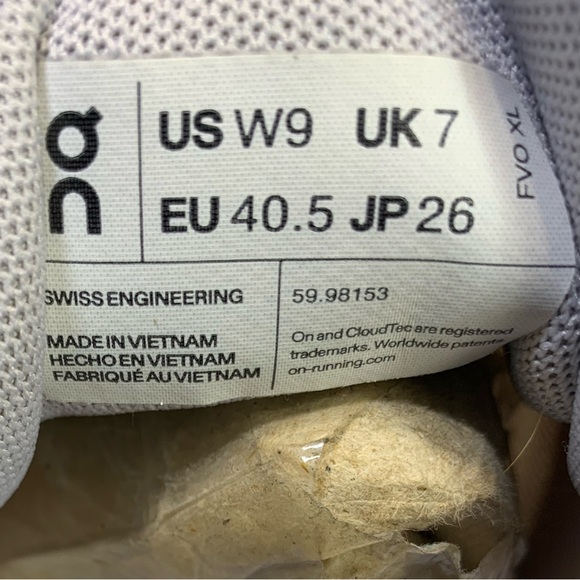 On
US W9 UK 7
EU 40.5 JP 26
FVO XL
SWISS ENGINEERING
59.98153
MADE IN VIETNAM
HECHO EN VIETNAM
FABRIQUÉ AU VIETNAM
On and CloudTec are registered
trademarks. Worldwide patents.
on-running.com